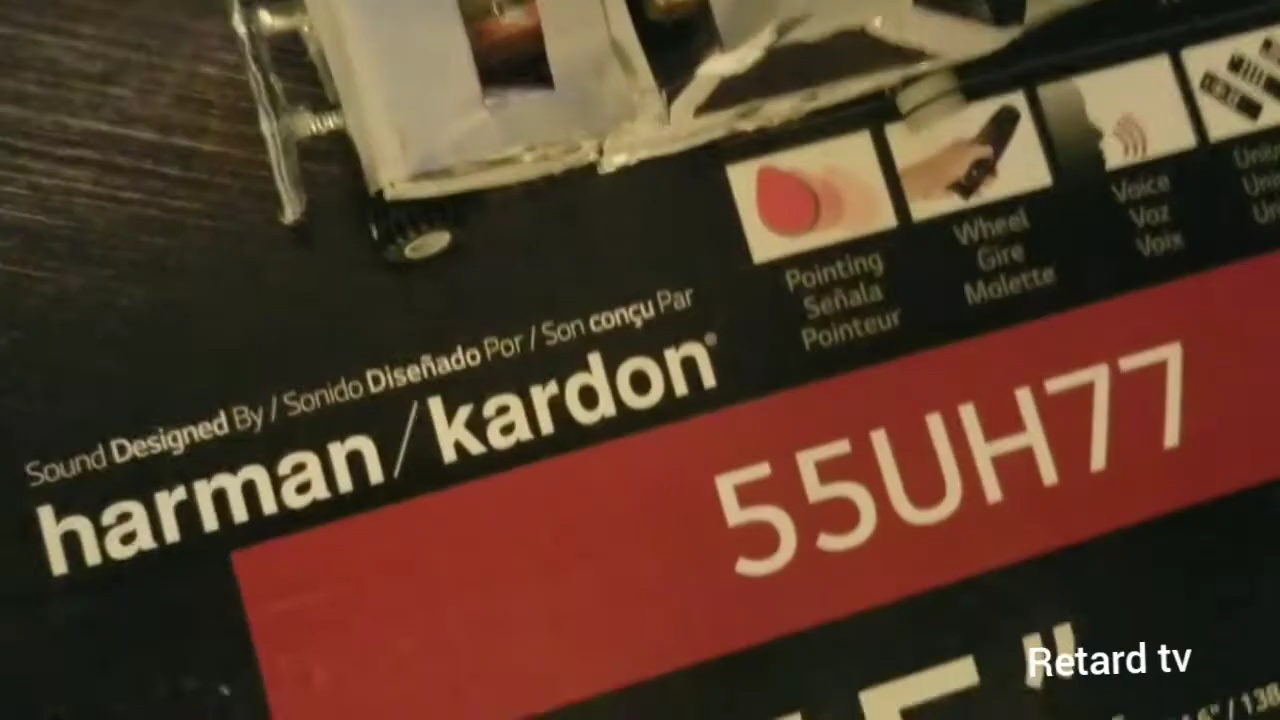 Pointing
Señala
Pointeur
Wheel
Gire
Molette
Voice
Voz
Voix
Sound Designed By / Sonido Diseñado Por / Son conçu Par
harman/kardon®
55UH77
"
Retard tv